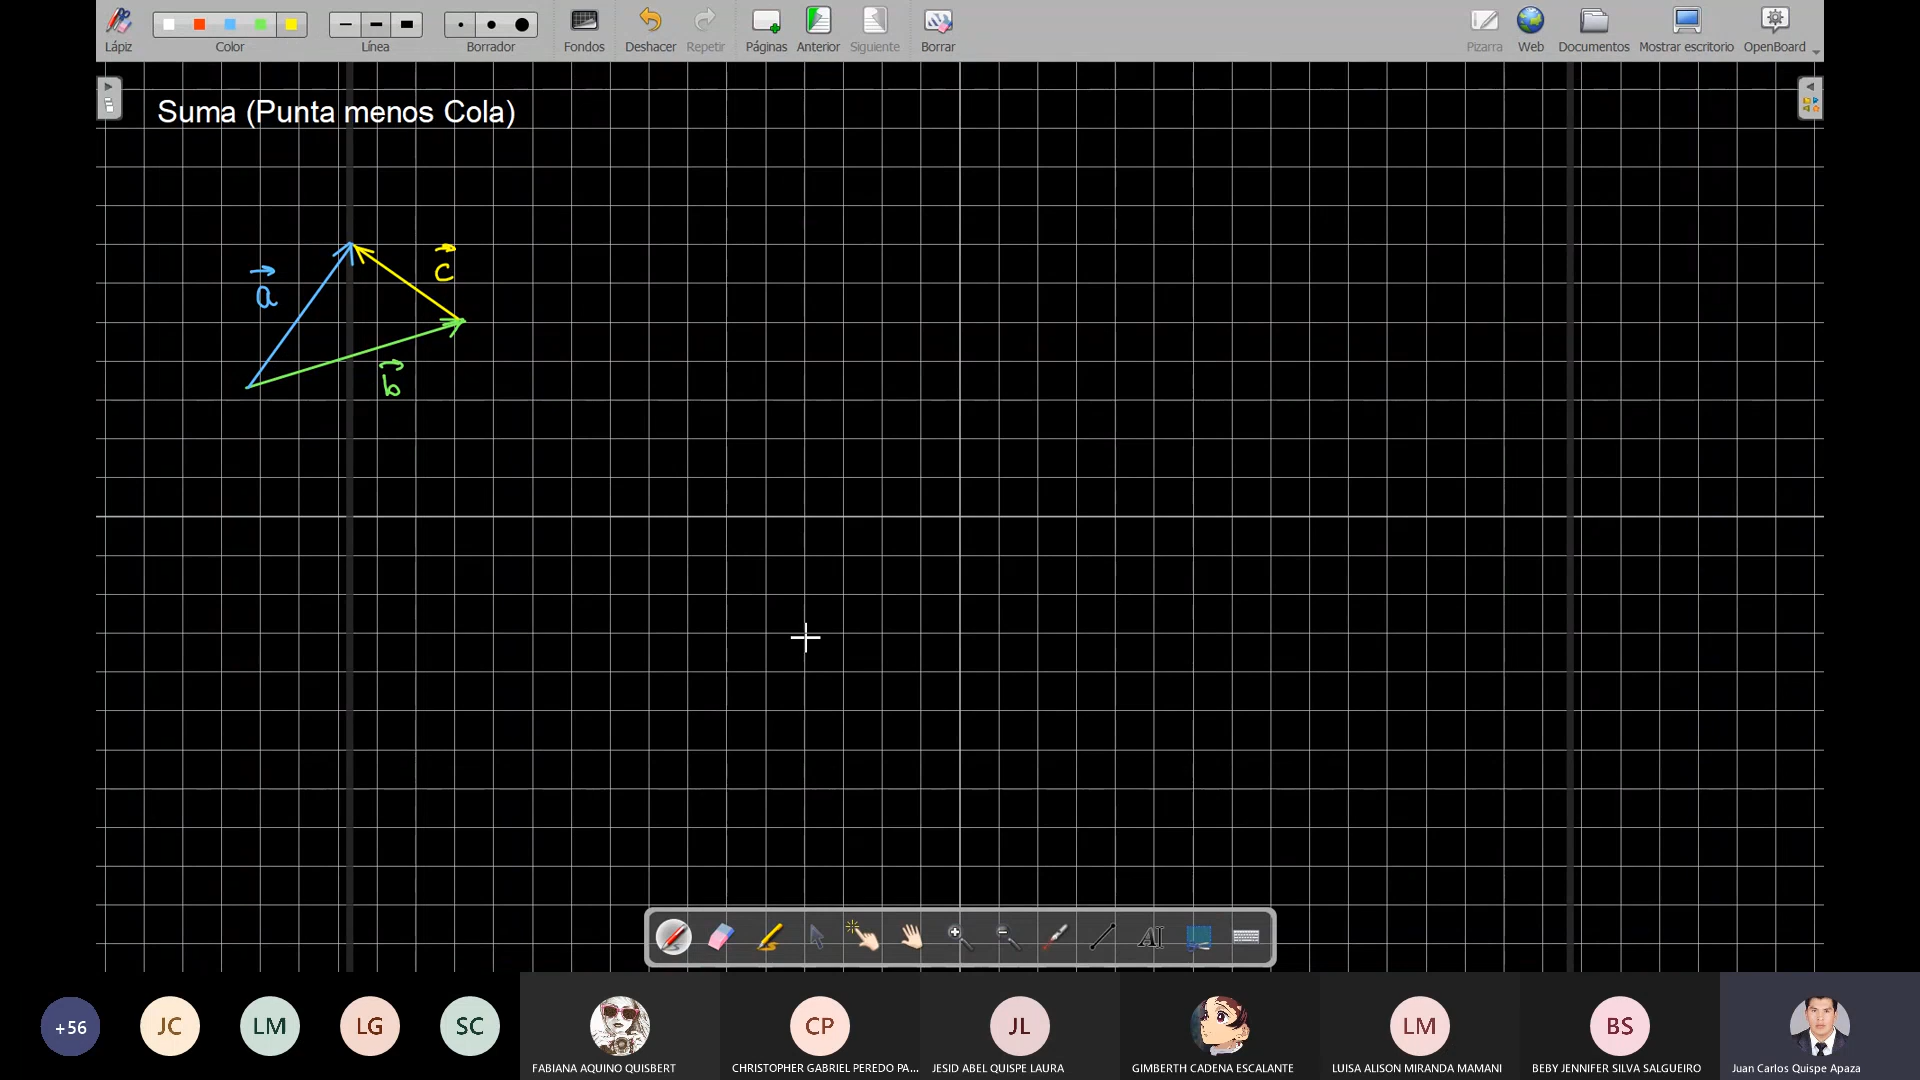 Lápiz
Color
Línea
Borrador
Fondos
Deshacer
Repetir
Páginas
Anterior
Siguiente
Borrar
Pizarra
Web
Documentos
Mostrar escritorio
OpenBoard
Suma (Punta menos Cola)
a
c
b
AI
+56
JC
LM
LG
SC
CP
JL
LM
BS
FABIANA AQUINO QUISBERT
CHRISTOPHER GABRIEL PEREDO PA...
JESID ABEL QUISPE LAURA
GIMBERTH CADENA ESCALANTE
LUISA ALISON MIRANDA MAMANI
BEBY JENNIFER SILVA SALGUEIRO
Juan Carlos Quispe Apaza